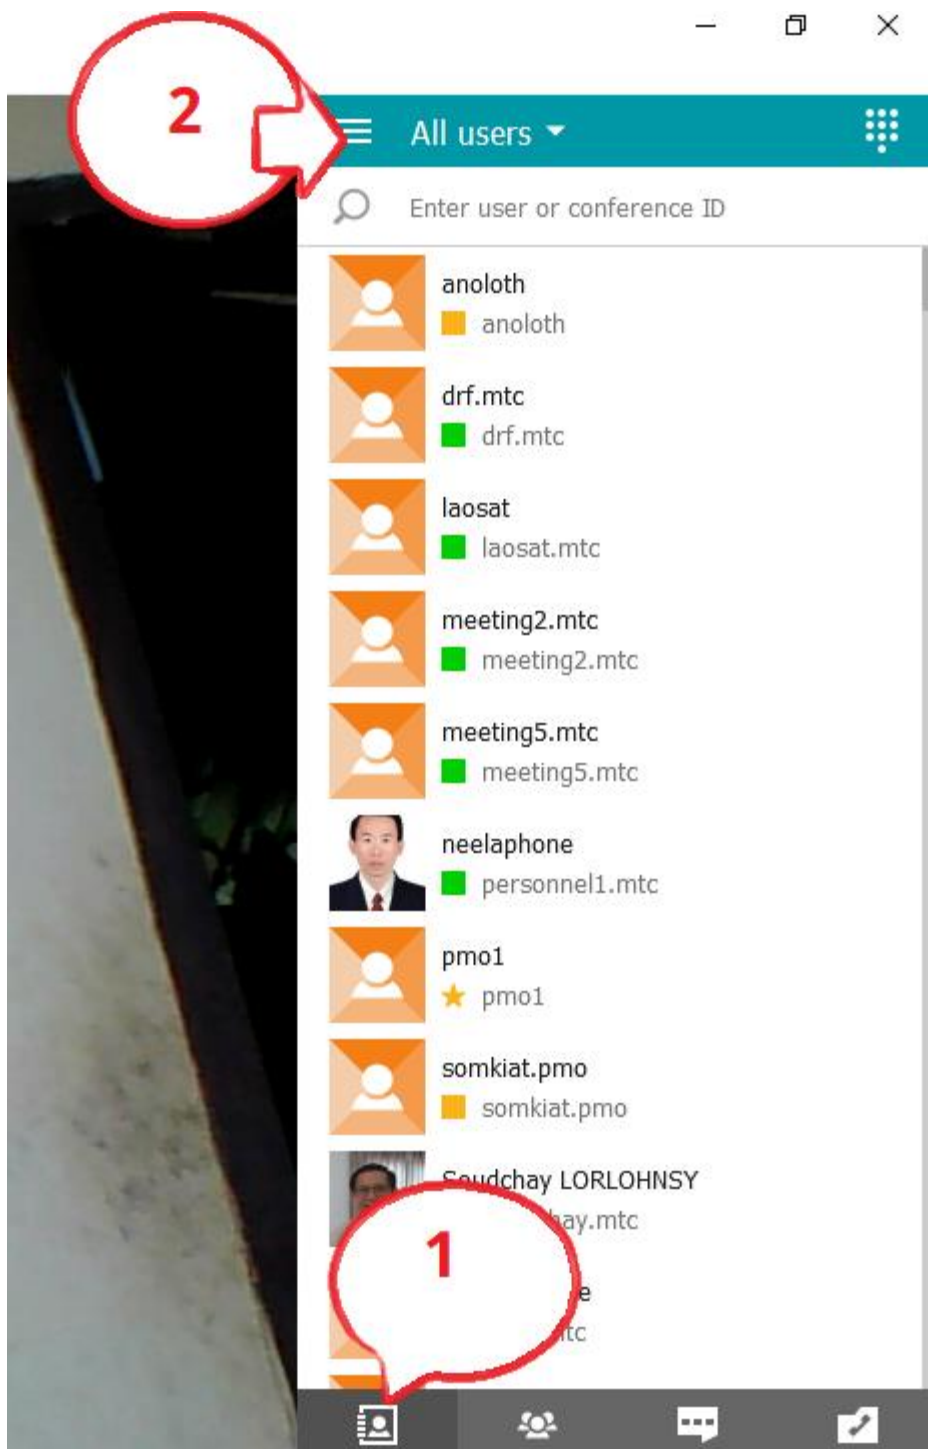 2
All users
Enter user or conference ID
anoloth
anoloth
drf.mtc
drf.mtc
laosat
laosat.mtc
meeting2.mtc
meeting2.mtc
meeting5.mtc
meeting5.mtc
neelaphone
personnel1.mtc
pmo1
pmo1
somkiat.pmo
somkiat.pmo
LORLOHNSY
1